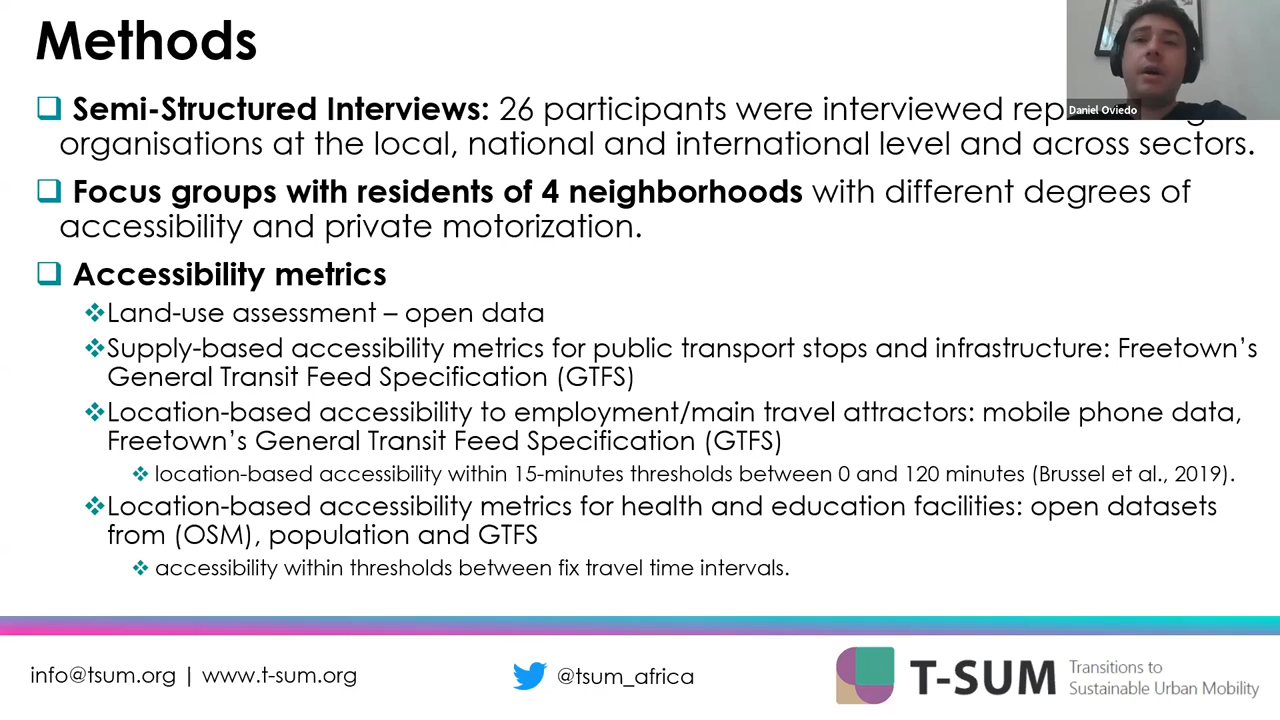 Methods
Semi-Structured Interviews: 26 participants were interviewed
organisations at the local, national and international level and across sectors.
Focus groups with residents of 4 neighborhoods with different degrees of
accessibility and private motorization.
Accessibility metrics
Land-use assessment – open data
Supply-based accessibility metrics for public transport stops and infrastructure: Freetown’s
General Transit Feed Specification (GTFS)
Location-based accessibility to employment/main travel attractors: mobile phone data,
Freetown’s General Transit Feed Specification (GTFS)
location-based accessibility within 15-minutes thresholds between 0 and 120 minutes (Brussel et al., 2019).
Location-based accessibility metrics for health and education facilities: open datasets
from (OSM), population and GTFS
accessibility within thresholds between fix travel time intervals.
Daniel Oviedo
info@tsum.org | www.t-sum.org
@tsum_africa
T-SUM
Transitions to
Sustainable Urban Mobility